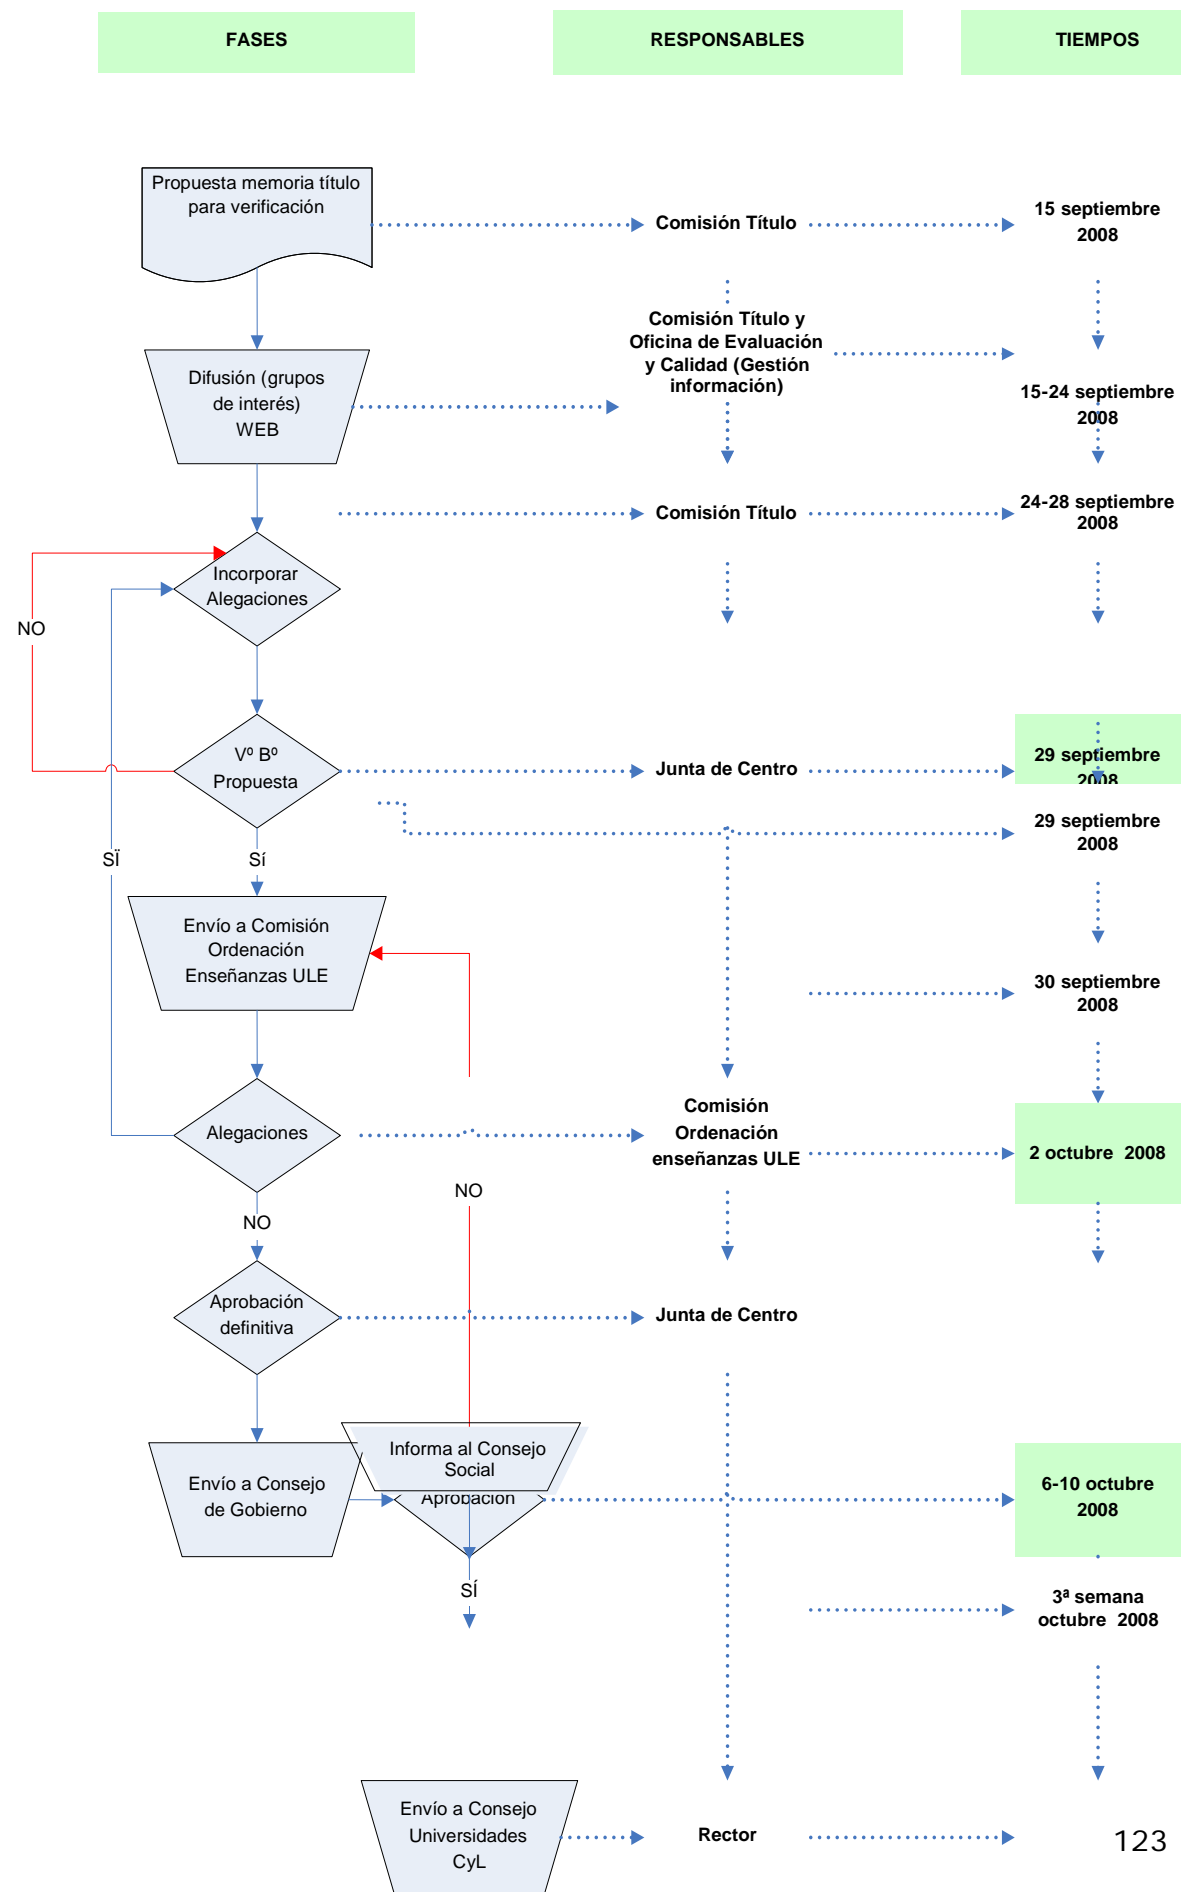 FASES
RESPONSABLES
TIEMPOS
Propuesta memoria título
para verificación
Comisión Título
15 septiembre
2008
Comisión Título y
Oficina de Evaluación
y Calidad (Gestión
información)
Difusión (grupos
de interés)
WEB
15-24 septiembre
2008
Comisión Título
24-28 septiembre
2008
Incorporar
Alegaciones
NO
Vº Bº
Propuesta
Junta de Centro
29 septiembre
2008
29 septiembre
2008
SÏ
Sí
Envío a Comisión
Ordenación
Enseñanzas ULE
30 septiembre
2008
Alegaciones
Comisión
Ordenación
enseñanzas ULE
2 octubre  2008
NO
NO
Aprobación
definitiva
Junta de Centro
Informa al Consejo
Social
Envío a Consejo
de Gobierno
Aprobación
6-10 octubre
2008
SÍ
3ª semana
octubre  2008
Envío a Consejo
Universidades
CyL
Rector
123